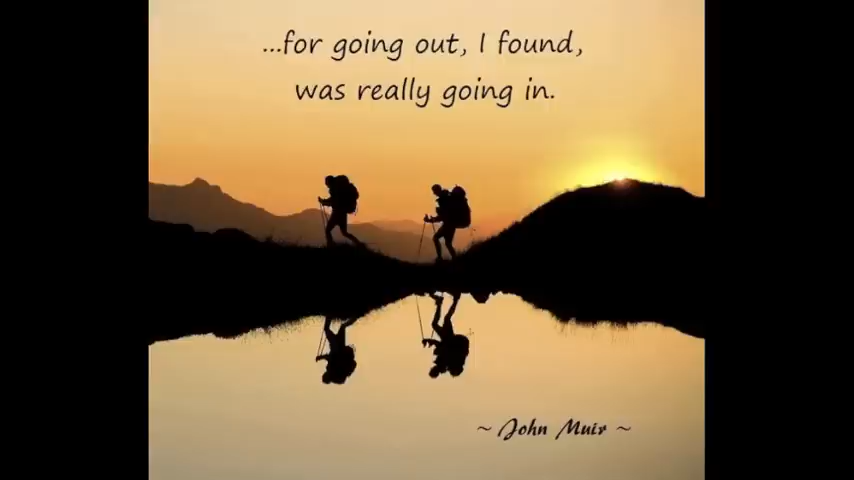 ...for going out, I found,
was really going in.
~ John Muir ~